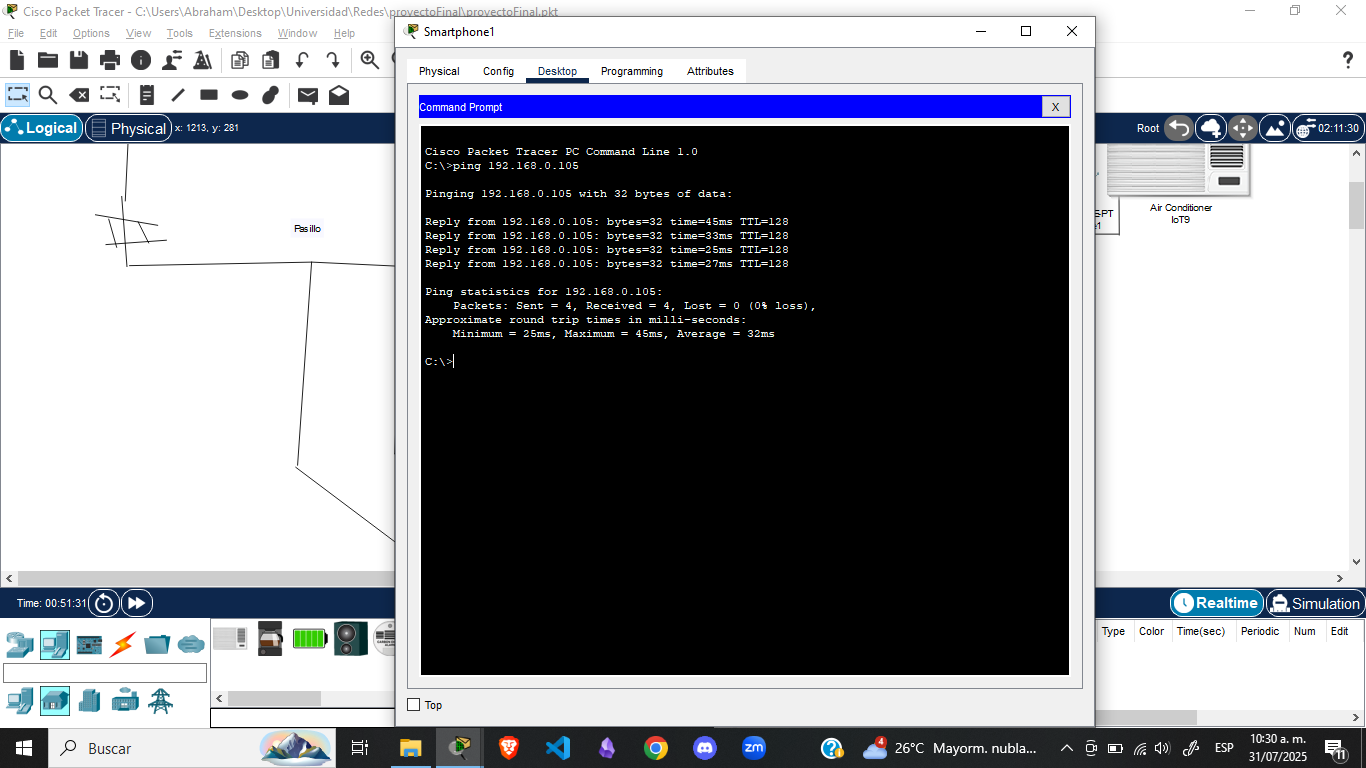 Cisco Packet Tracer - C:\Users\Abraham\Desktop\Universidad\Redes\proyectoFinal\proyectoFinal.pkt
File Edit Options View Tools Extensions Window Help
Smartphone1
Physical Config Desktop Programming Attributes
Command Prompt
X
Logical Physical x: 1213, y: 281
Root 02:11:30
Cisco Packet Tracer PC Command Line 1.0
C:\>ping 192.168.0.105
Pinging 192.168.0.105 with 32 bytes of data:
Reply from 192.168.0.105: bytes=32 time=45ms TTL=128
Reply from 192.168.0.105: bytes=32 time=33ms TTL=128
Reply from 192.168.0.105: bytes=32 time=25ms TTL=128
Reply from 192.168.0.105: bytes=32 time=27ms TTL=128
Ping statistics for 192.168.0.105:
Packets: Sent = 4, Received = 4, Lost = 0 (0% loss),
Approximate round trip times in milli-seconds:
Minimum = 25ms, Maximum = 45ms, Average = 32ms
C:\>
Pasillo
Air Conditioner
IoT9
Top
Time: 00:51:31
Realtime Simulation
Type Color Time(sec) Periodic Num Edit
Buscar
zm
4
26°C Mayorm. nubla...
ESP
10:30 a. m.
31/07/2025
11